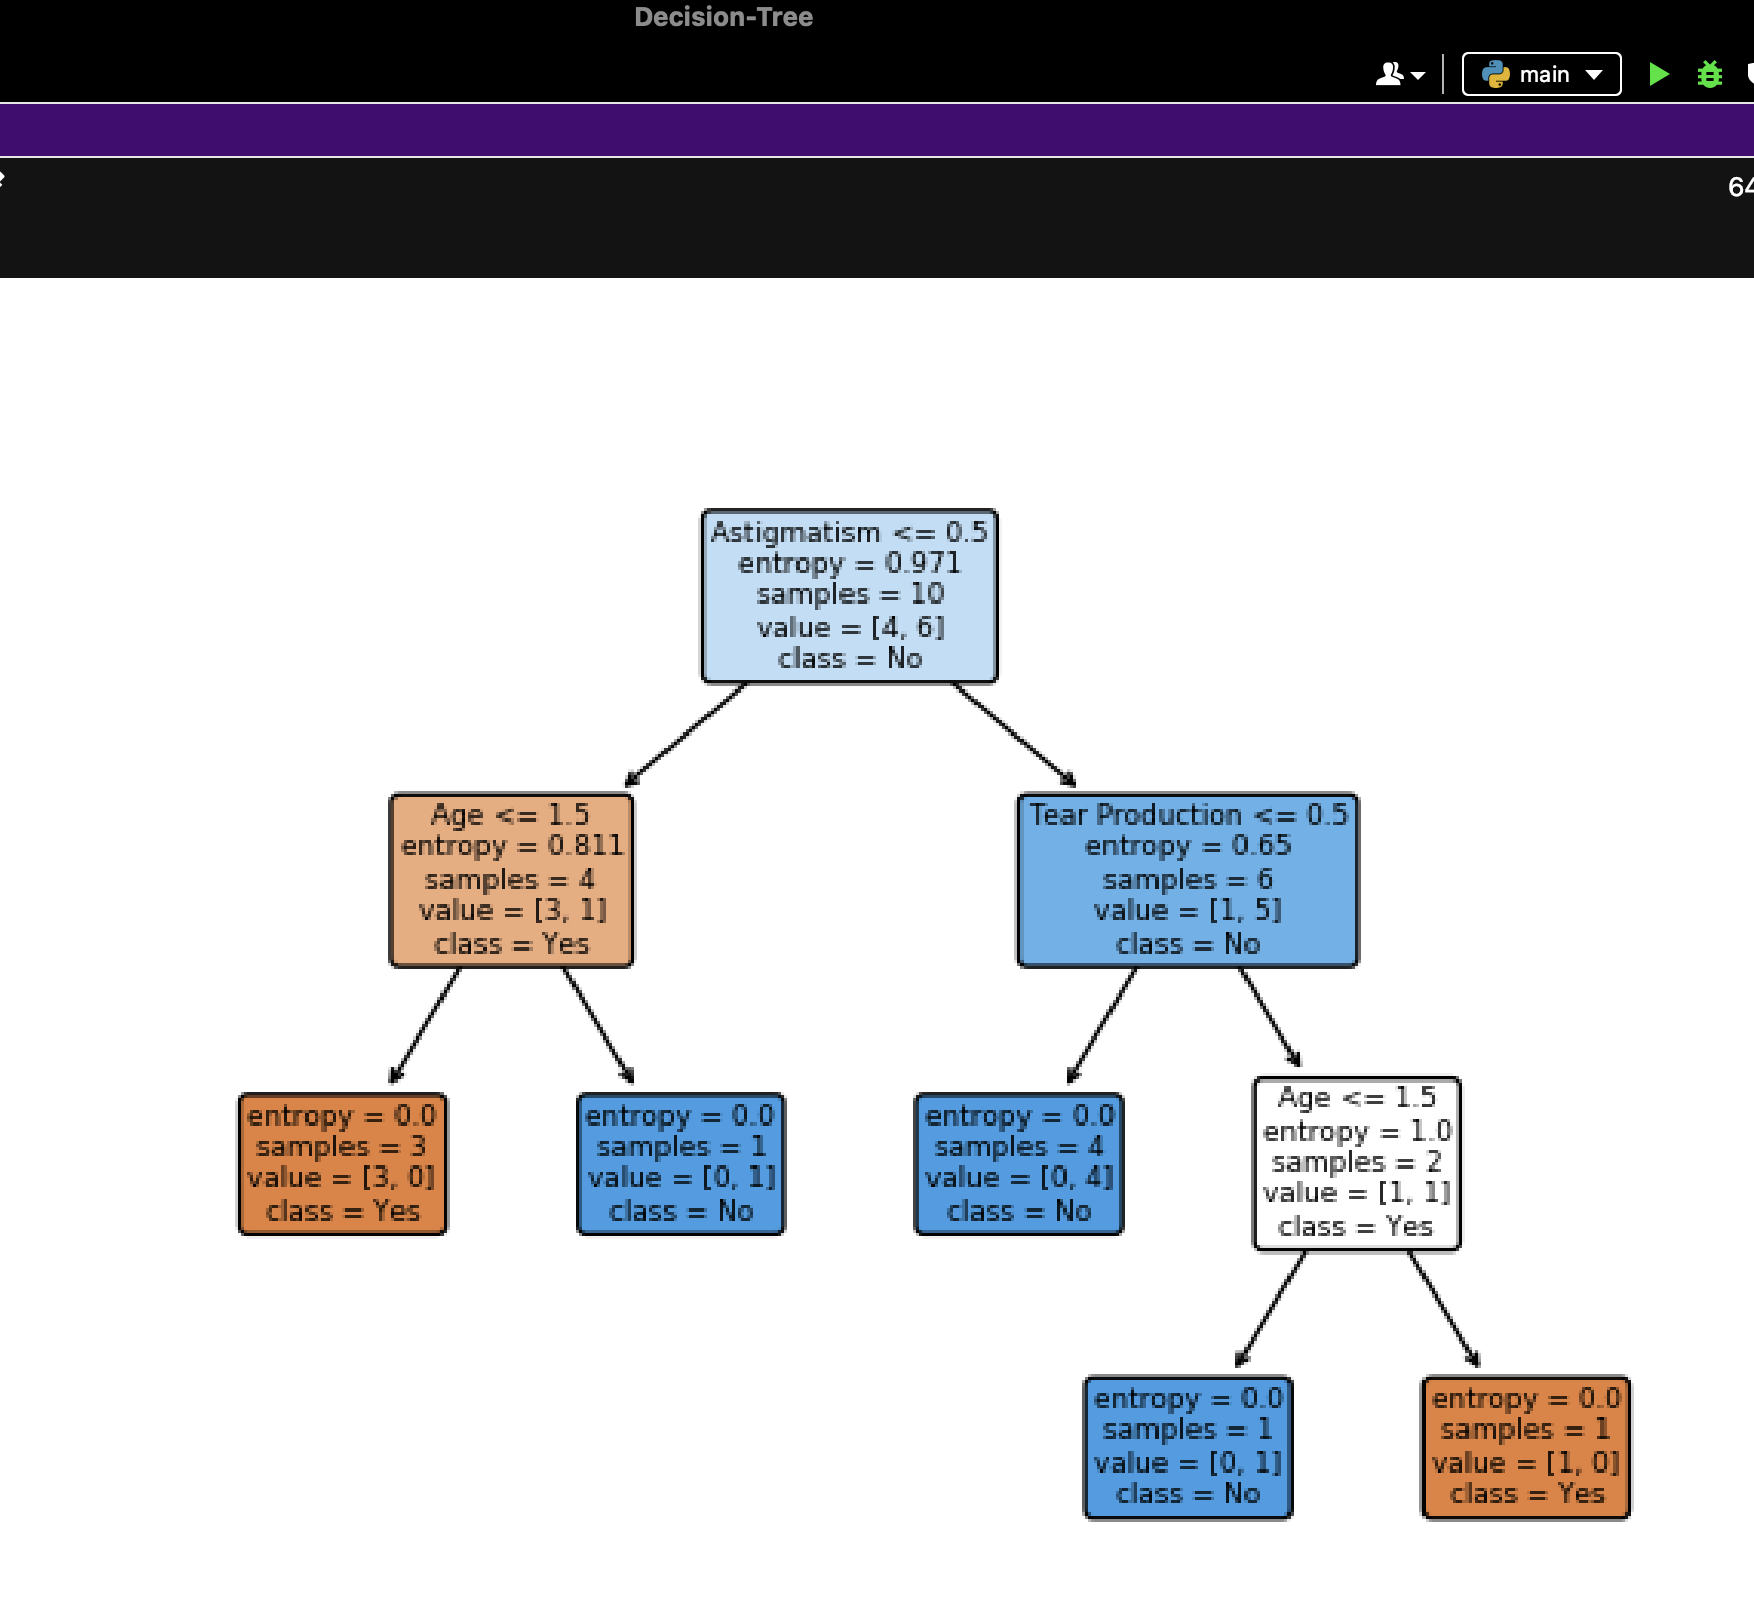 Decision-Tree
main
64
Astigmatism <= 0.5
entropy = 0.971
samples = 10
value = [4, 6]
class = No
Age <= 1.5
entropy = 0.811
samples = 4
value = [3, 1]
class = Yes
Tear Production <= 0.5
entropy = 0.65
samples = 6
value = [1, 5]
class = No
entropy = 0.0
samples = 3
value = [3, 0]
class = Yes
entropy = 0.0
samples = 1
value = [0, 1]
class = No
entropy = 0.0
samples = 4
value = [0, 4]
class = No
Age <= 1.5
entropy = 1.0
samples = 2
value = [1, 1]
class = Yes
entropy = 0.0
samples = 1
value = [0, 1]
class = No
entropy = 0.0
samples = 1
value = [1, 0]
class = Yes